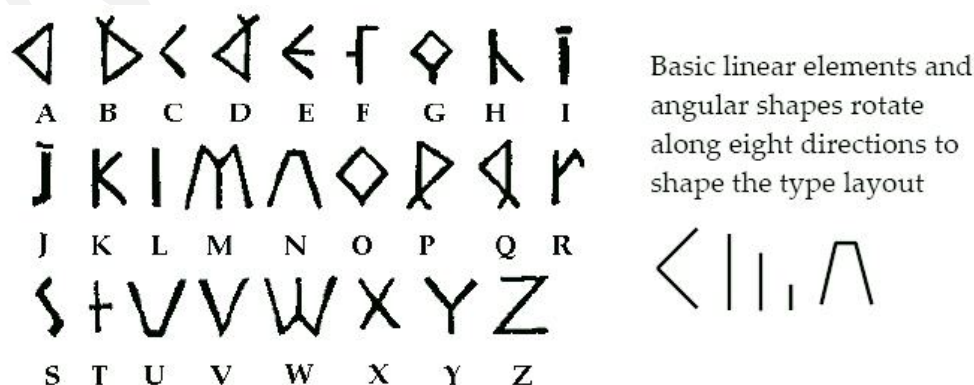 A B C D E F G H I
J K L M N O P Q R
S T U V W X Y Z
Basic linear elements and
angular shapes rotate
along eight directions to
shape the type layout